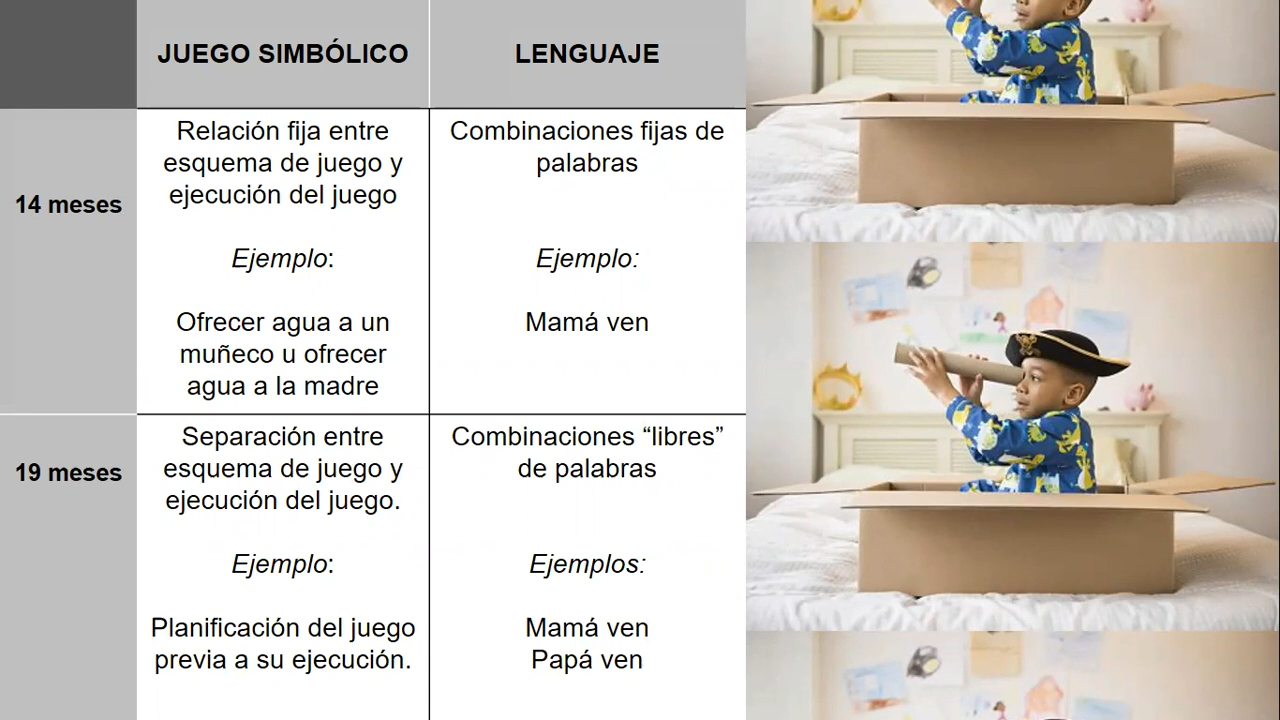 JUEGO SIMBÓLICO
LENGUAJE
14 meses
Relación fija entre
esquema de juego y
ejecución del juego
Ejemplo:
Ofrecer agua a un
muñeco u ofrecer
agua a la madre
Combinaciones fijas de
palabras
Ejemplo:
Mamá ven
19 meses
Separación entre
esquema de juego y
ejecución del juego.
Ejemplo:
Planificación del juego
previa a su ejecución.
Combinaciones “libres”
de palabras
Ejemplos:
Mamá ven
Papá ven